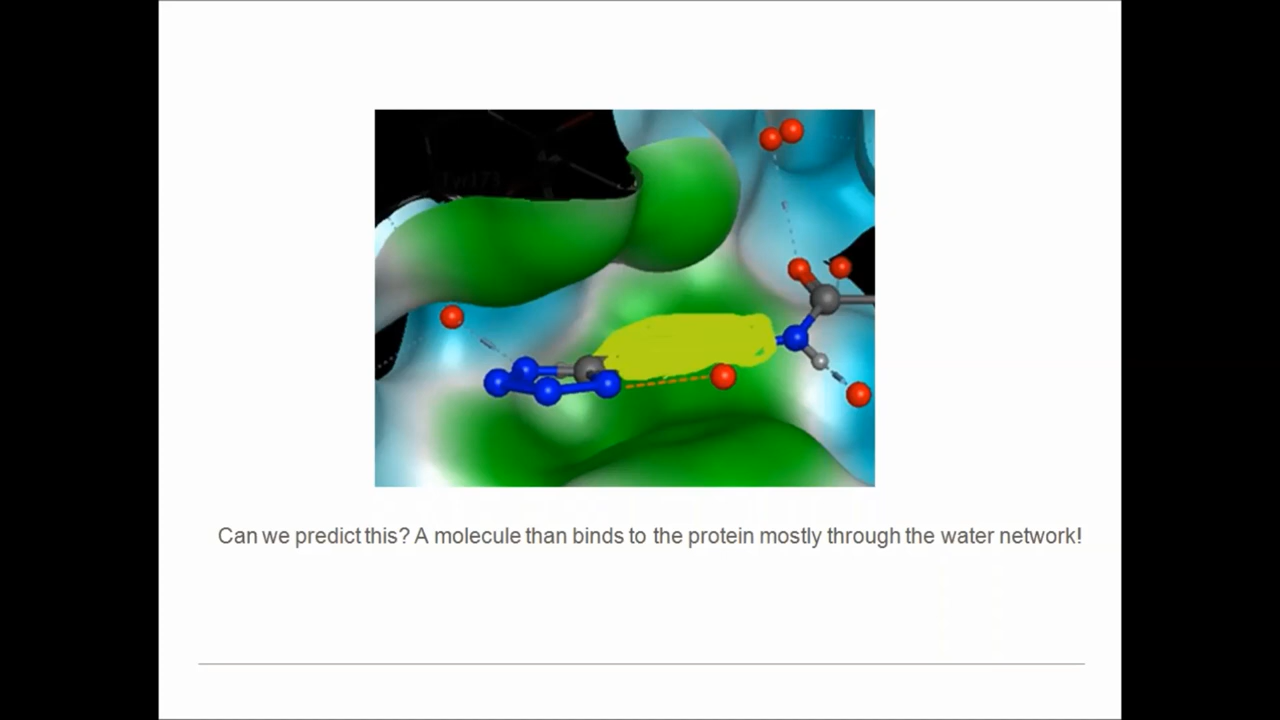 Can we predict this? A molecule than binds to the protein mostly through the water network!